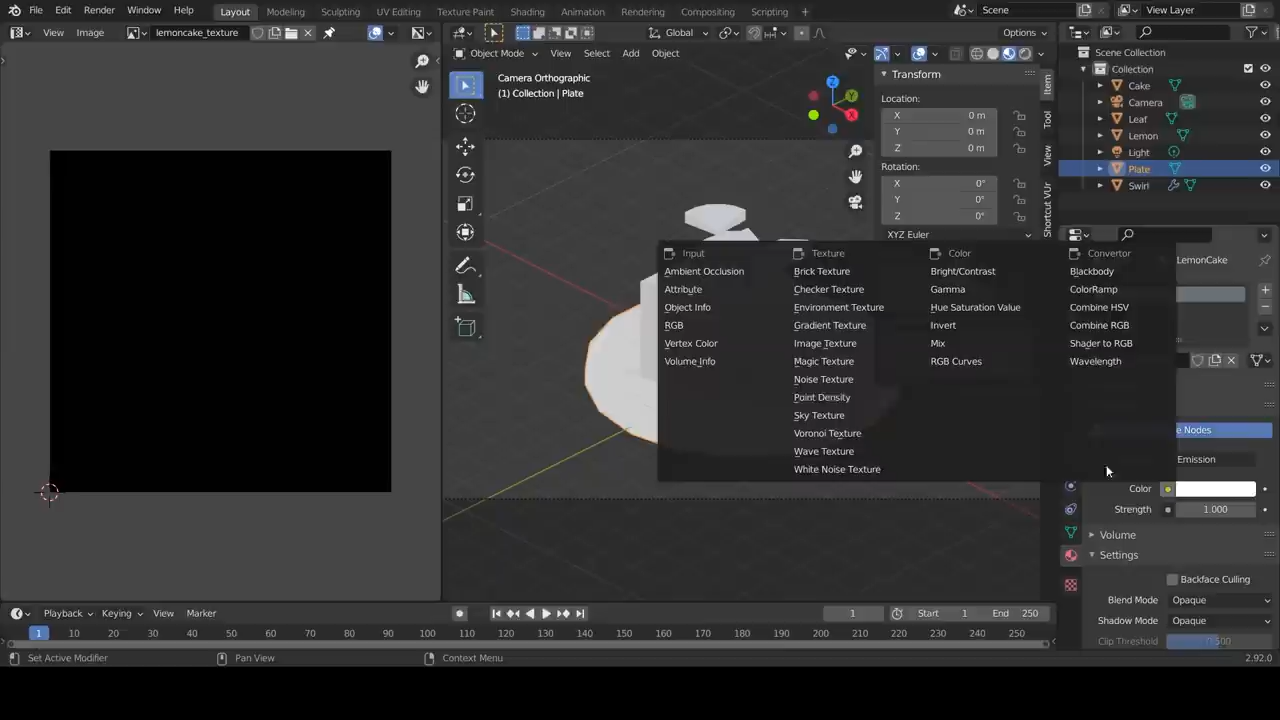 File Edit Render Window Help Layout Modeling Sculpting UV Editing Texture Paint Shading Animation Rendering Compositing Scripting + Scene View Layer
View Image lemoncake_texture Global Options
Object Mode View Select Add Object
Camera Orthographic
(1) Collection | Plate
Transform
Location:
X 0 m
Y 0 m
Z 0 m
Rotation:
X 0°
Y 0°
Z 0°
XYZ Euler
Item
Tool
View
Shortcut VUr
Z
Y
X
Scene Collection
Collection
Cake
Camera
Leaf
Lemon
Light
Plate
Swirl
LemonCake
Input
Ambient Occlusion
Attribute
Object Info
RGB
Vertex Color
Volume Info
Texture
Brick Texture
Checker Texture
Environment Texture
Gradient Texture
Image Texture
Magic Texture
Noise Texture
Point Density
Sky Texture
Voronoi Texture
Wave Texture
White Noise Texture
Color
Bright/Contrast
Gamma
Hue Saturation Value
Invert
Mix
RGB Curves
Convertor
Blackbody
ColorRamp
Combine HSV
Combine RGB
Shader to RGB
Wavelength
e Nodes
Emission
Color
Strength 1.000
Volume
Settings
Backface Culling
Blend Mode Opaque
Shadow Mode Opaque
Clip Threshold 0.500
Playback Keying View Marker 1 Start 1 End 250
1 10 20 30 40 50 60 70 80 90 100 110 120 130 140 150 160 170 180 190 200 210 220 230 240 250
Set Active Modifier Pan View Context Menu 2.92.0